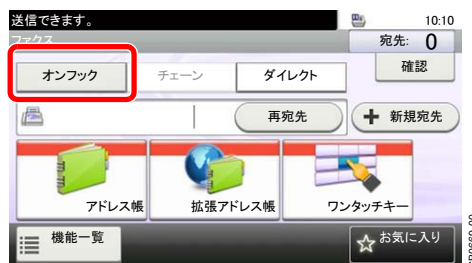 送信できます。
10:10
ファクス
宛先: 0
オンフック
チェーン
ダイレクト
確認
再宛先
+ 新規宛先
アドレス帳
拡張アドレス帳
ワンタッチキー
機能一覧
お気に入り